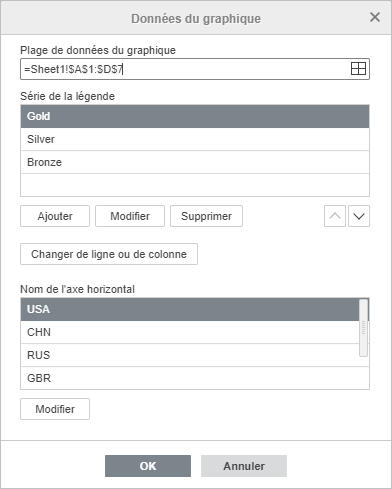 Données du graphique
Plage de données du graphique
=Sheet1!$A$1:$D$7
Série de la légende
Gold
Silver
Bronze
Ajouter Modifier Supprimer
Changer de ligne ou de colonne
Nom de l'axe horizontal
USA
CHN
RUS
GBR
Modifier
OK Annuler